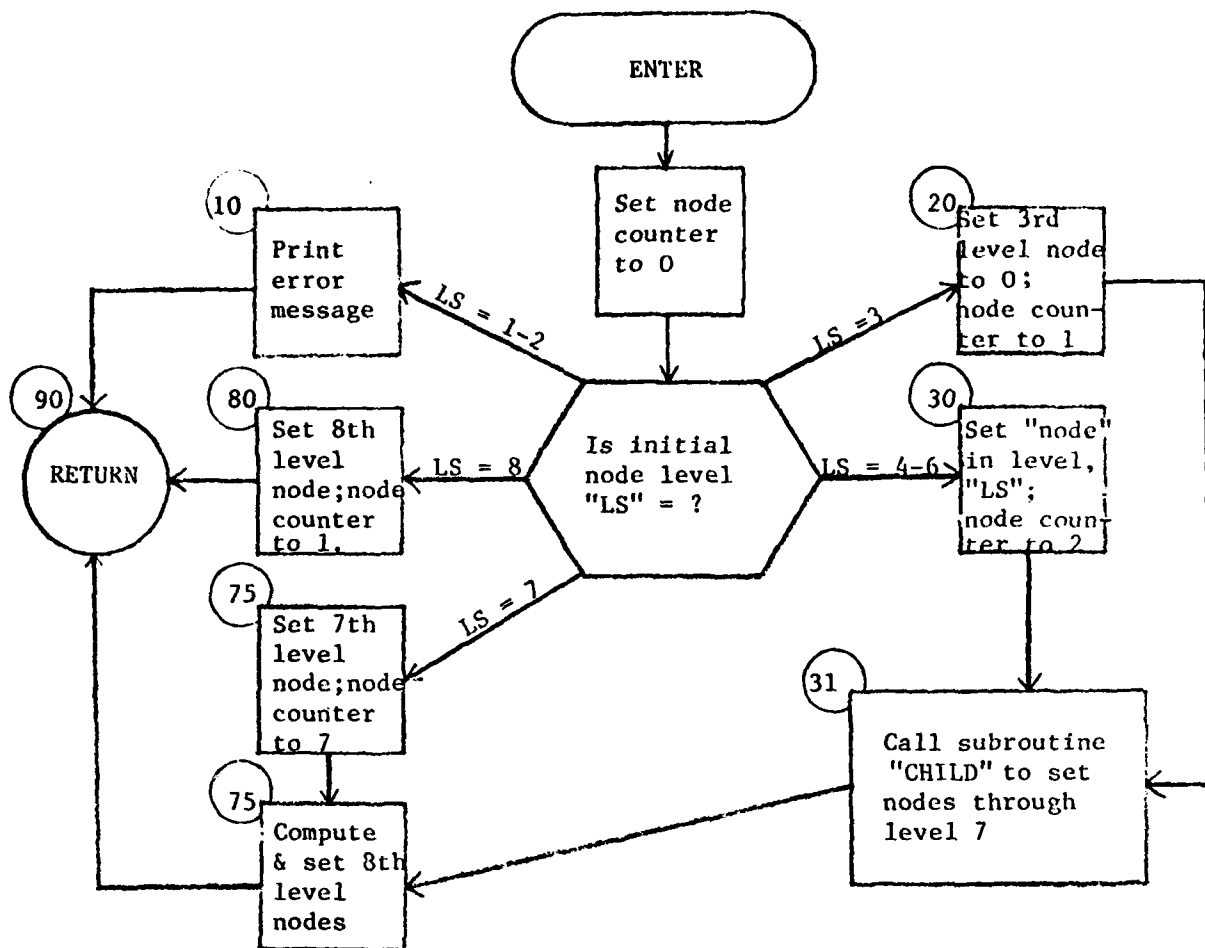 ENTER
Set node
counter
to 0
10
Print
error
message
LS = 1-2
20
Set 3rd
level node
to 0;
node coun-
ter to 1
LS =3
90
RETURN
80
Set 8th
level
node;node
counter
to 1.
LS = 8
Is initial
node level
"LS" = ?
LS = 4-6
30
Set "node"
in level,
"LS";
node coun-
ter to 2
75
Set 7th
level
node;node
counter
to 7
LS = 7
31
Call subroutine
"CHILD" to set
nodes through
level 7
75
Compute
& set 8th
level
nodes